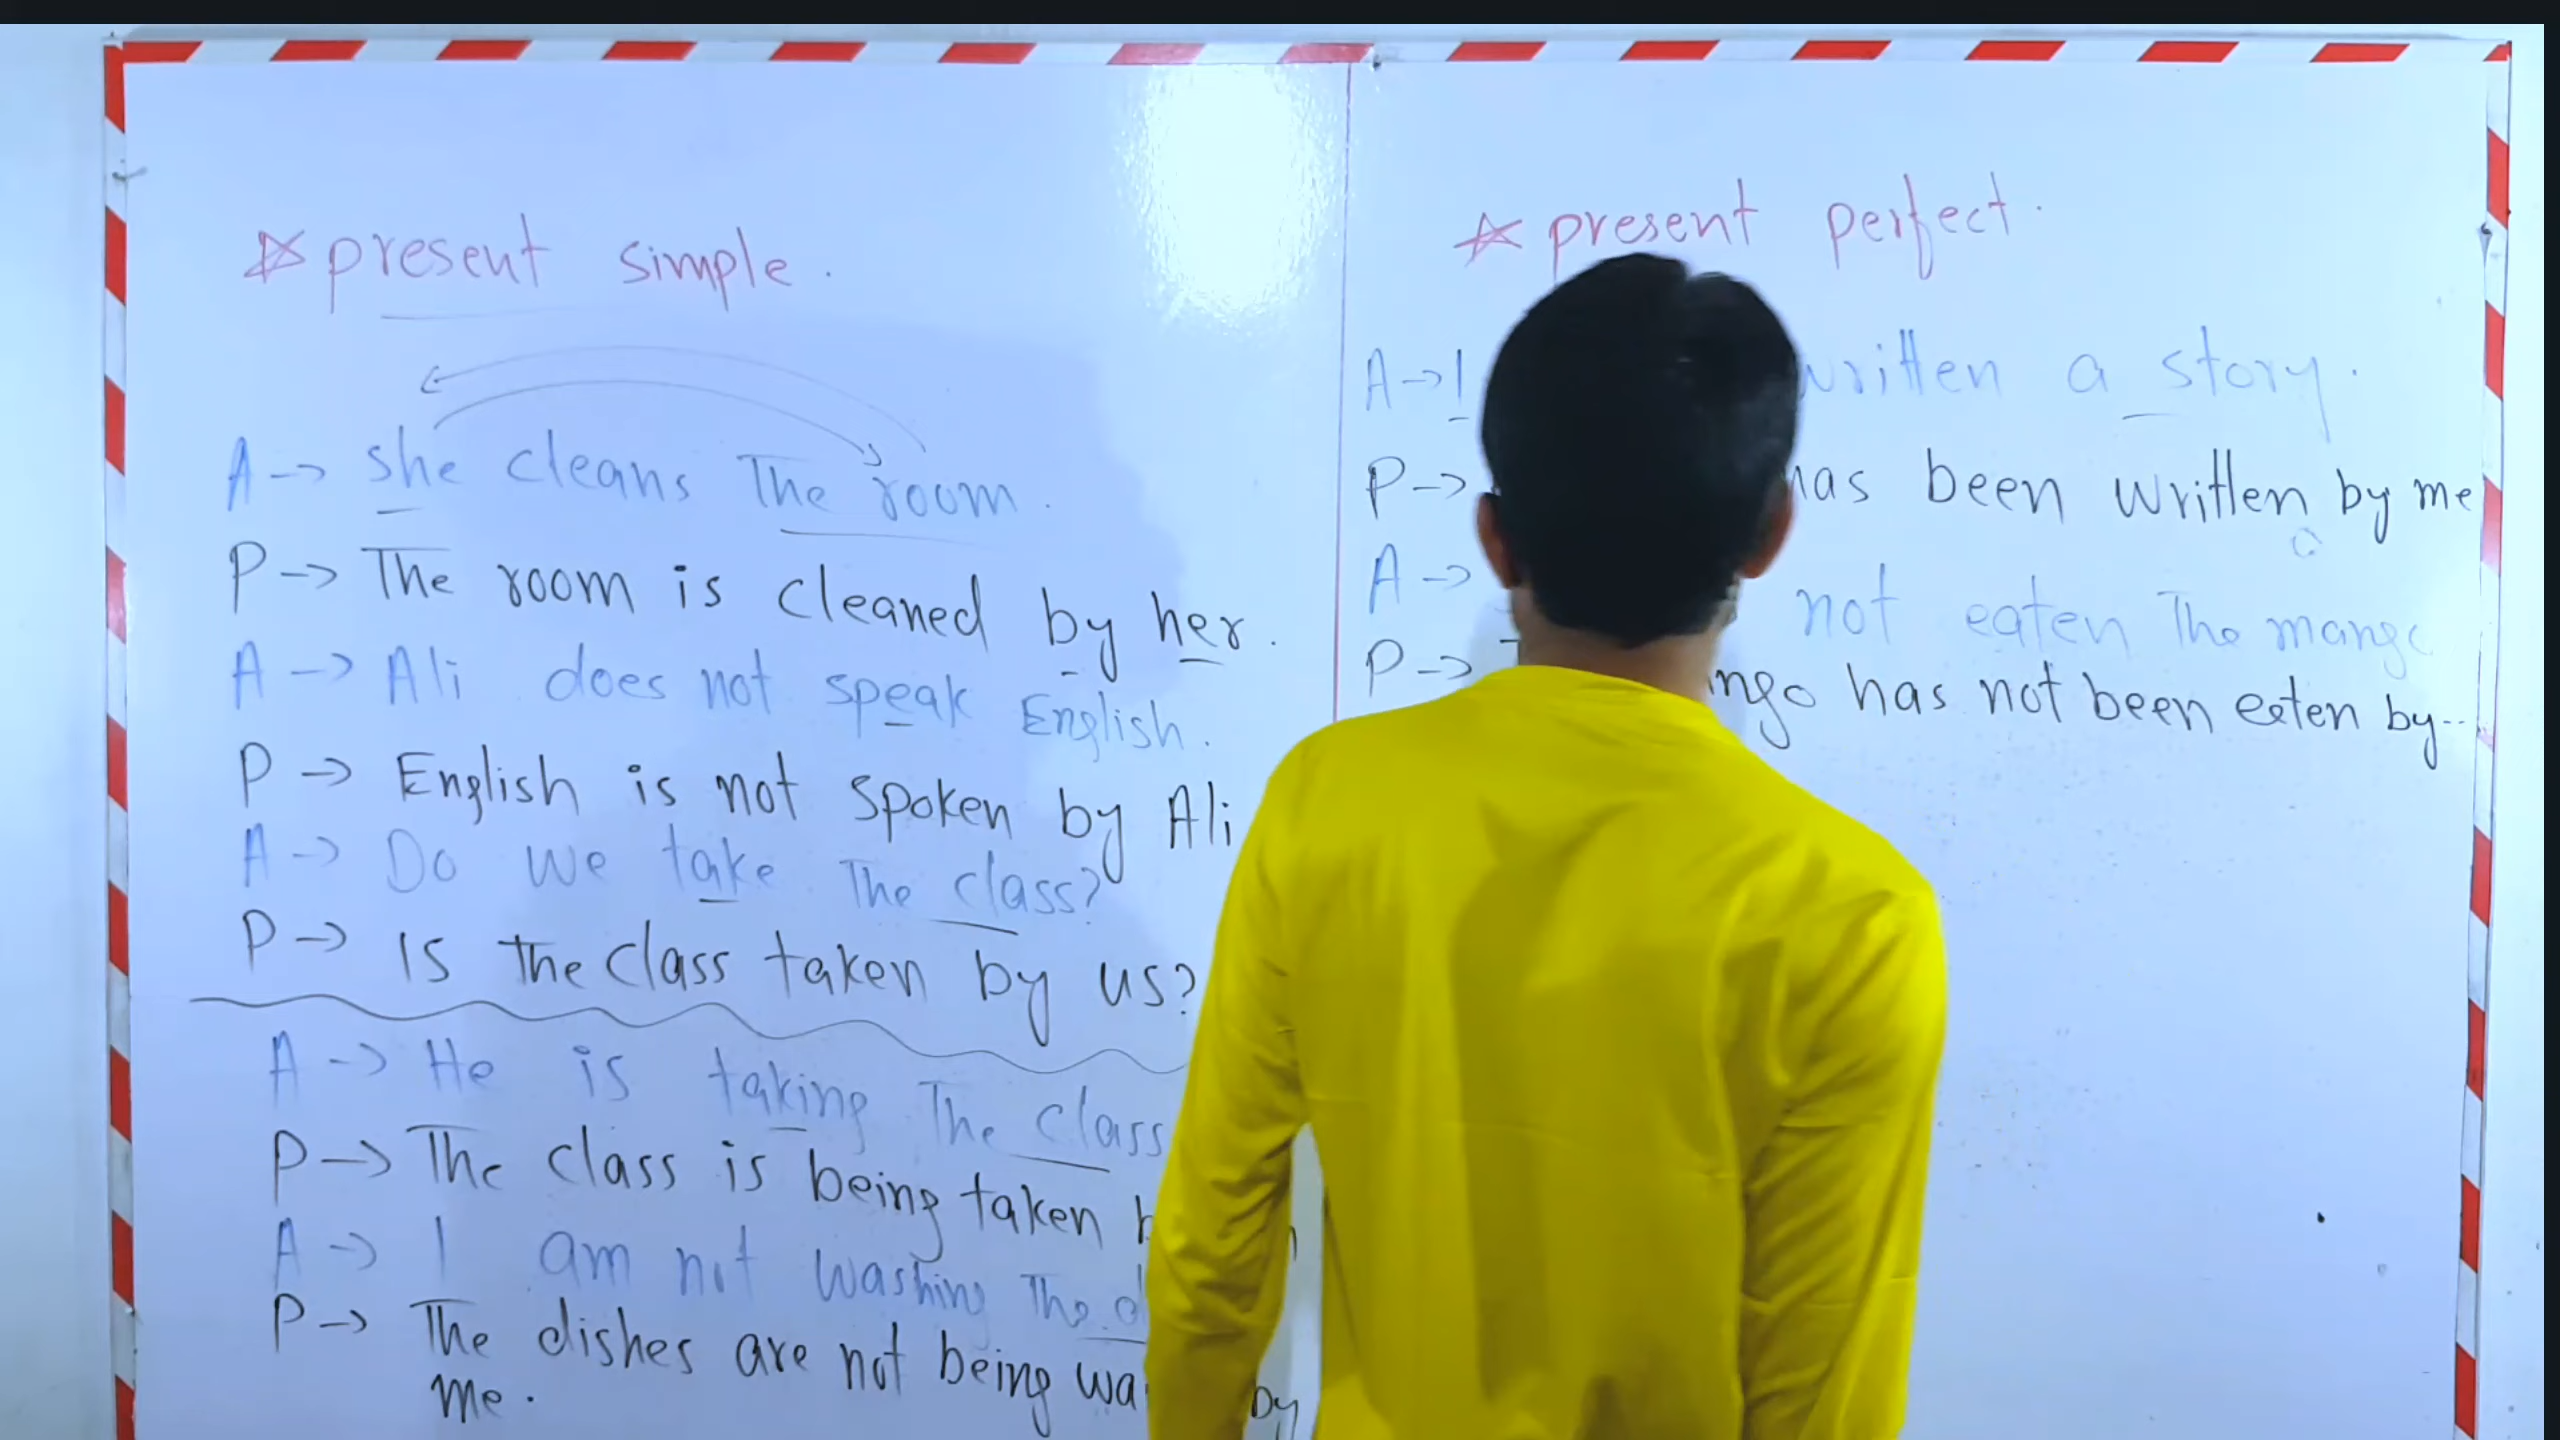 ☆ present simple.
A → she cleans The room.
P → The room is cleaned by her.
A → Ali does not speak English.
P → English is not spoken by Ali
A → Do we take The class?
P → Is The class taken by us?
A → He is taking The class
P → The class is being taken
A → I am not washing The
P → The dishes are not being by
me.
☆ present perfect.
A → I written a story.
P → has been written by me
A → not eaten The
P → has not been eaten by--